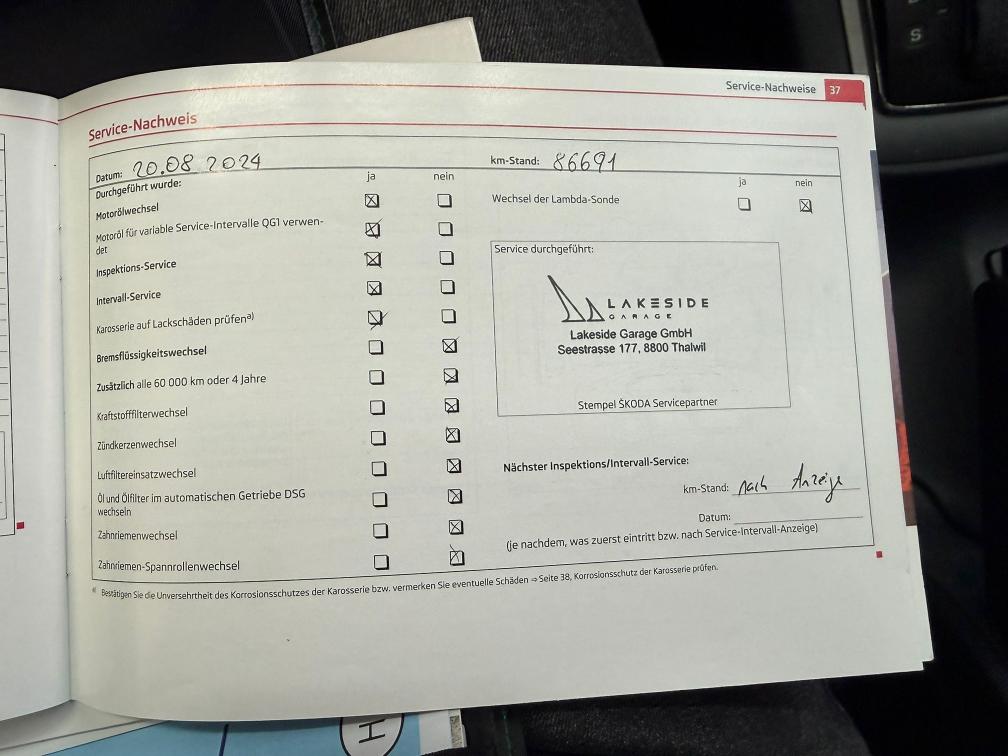 S
Service-Nachweise 37
Service-Nachweis
Datum: 20.08 2024
km-Stand: 86691
Durchgeführt wurde:
ja nein
ja nein
Motorölwechsel
Motoröl für variable Service-Intervalle QG1 verwen-
det
Inspektions-Service
Intervall-Service
Karosserie auf Lackschäden prüfena)
Bremsflüssigkeitswechsel
Zusätzlich alle 60 000 km oder 4 Jahre
Kraftstofffilterwechsel
Zündkerzenwechsel
Luftfiltereinsatzwechsel
Öl und Ölfilter im automatischen Getriebe DSG
wechseln
Zahnriemenwechsel
Zahnriemen-Spannrollenwechsel
Wechsel der Lambda-Sonde
Service durchgeführt:
LAKESIDE
GARAGE
Lakeside Garage GmbH
Seestrasse 177, 8800 Thalwil
Stempel ŠKODA Servicepartner
Nächster Inspektions/Intervall-Service:
km-Stand: nach Anzeige
Datum:
(je nachdem, was zuerst eintritt bzw. nach Service-Intervall-Anzeige)
a) Bestätigen Sie die Unversehrtheit des Korrosionsschutzes der Karosserie bzw. vermerken Sie eventuelle Schäden ⇒ Seite 38, Korrosionsschutz der Karosserie prüfen.
H